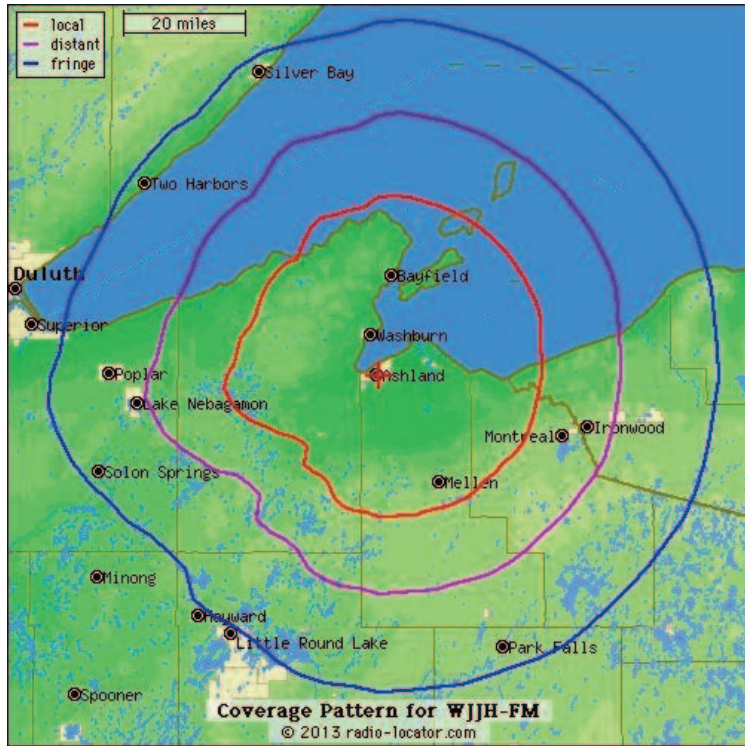 local
20 miles
distant
fringe
Silver Bay
Two Harbors
Duluth
Bayfield
Superior
Washburn
Poplar
Ashland
Lake Nebagamon
Ironwood
Montreal
Solon Springs
Mellen
Minong
Hayward
Little Round Lake
Park Falls
Spooner
Coverage Pattern for WJJH-FM
© 2013 radio-locator.com